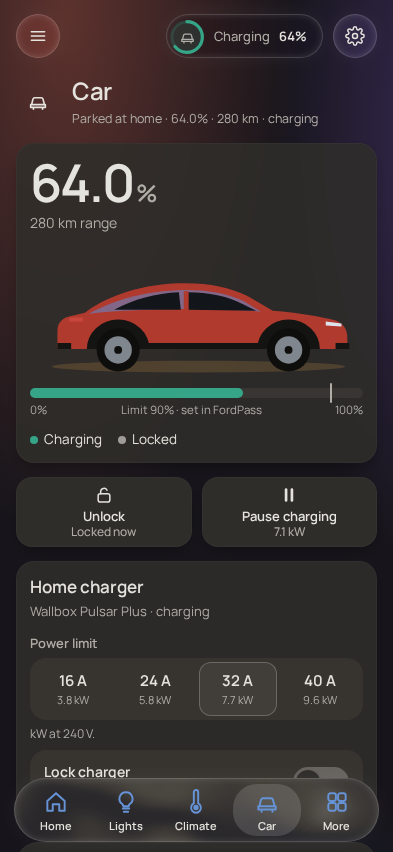 Charging 64%
Car
Parked at home · 64.0% · 280 km · charging
64.0%
280 km range
0% Limit 90% · set in FordPass 100%
Charging Locked
Unlock
Locked now
Pause charging
7.1 kW
Home charger
Wallbox Pulsar Plus · charging
Power limit
16 A 24 A 32 A 40 A
3.8 kW 5.8 kW 7.7 kW 9.6 kW
kW at 240 V.
Lock charger
Home Lights Climate Car More